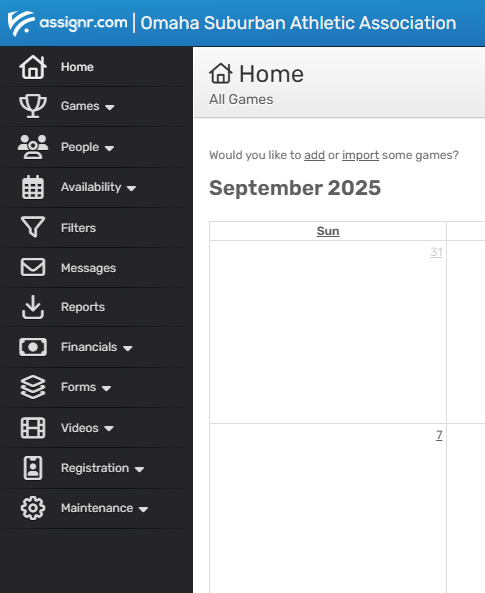 assignr.com | Omaha Suburban Athletic Association
Home
Games
People
Availability
Filters
Messages
Reports
Financials
Forms
Videos
Registration
Maintenance
Home
All Games
Would you like to add or import some games?
September 2025
Sun
31
7